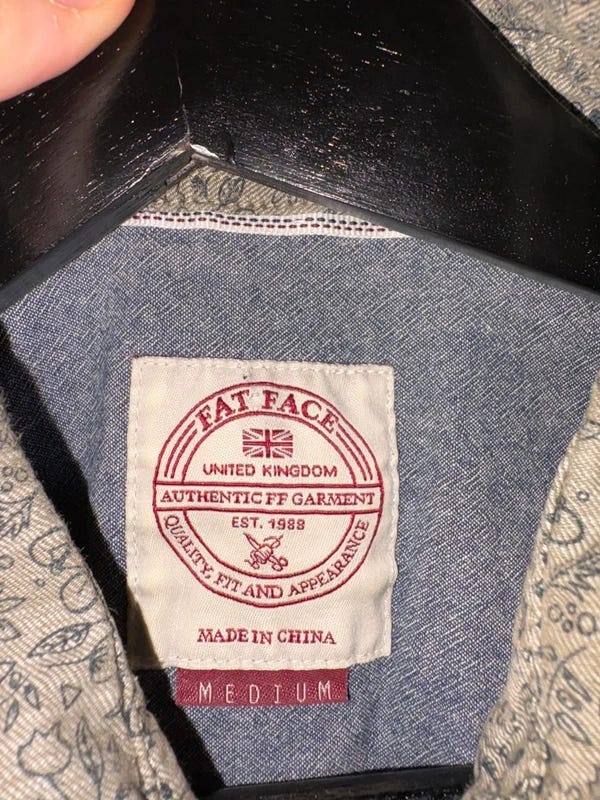 FAT FACE
UNITED KINGDOM
AUTHENTIC FF GARMENT
EST. 1988
QUALITY, FIT AND APPEARANCE
MADE IN CHINA
MEDIUM